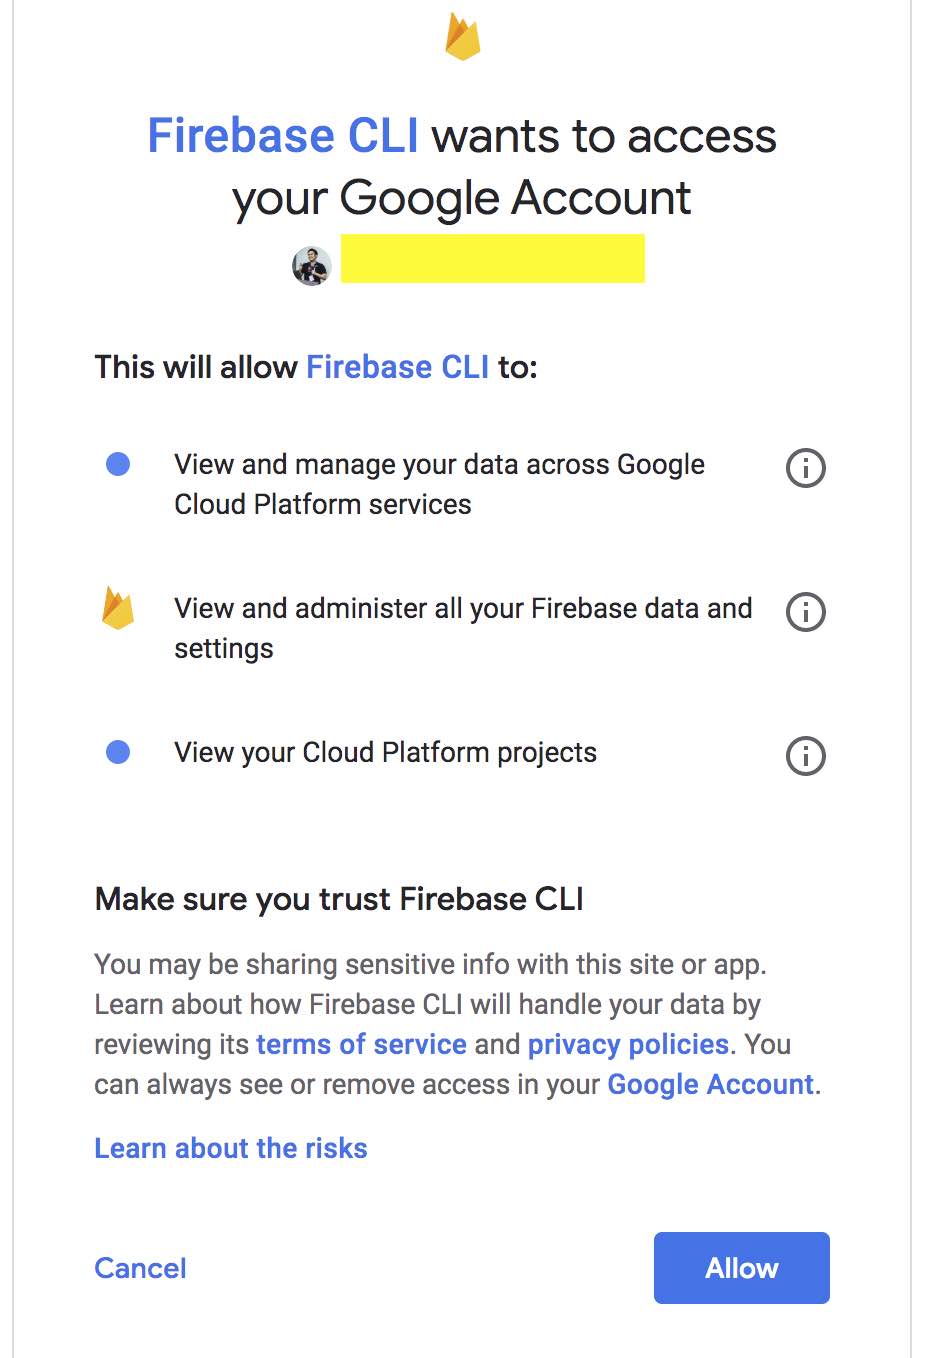 Firebase CLI wants to access
your Google Account
This will allow Firebase CLI to:
View and manage your data across Google
Cloud Platform services
View and administer all your Firebase data and
settings
View your Cloud Platform projects
Make sure you trust Firebase CLI
You may be sharing sensitive info with this site or app.
Learn about how Firebase CLI will handle your data by
reviewing its terms of service and privacy policies. You
can always see or remove access in your Google Account.
Learn about the risks
Cancel
Allow